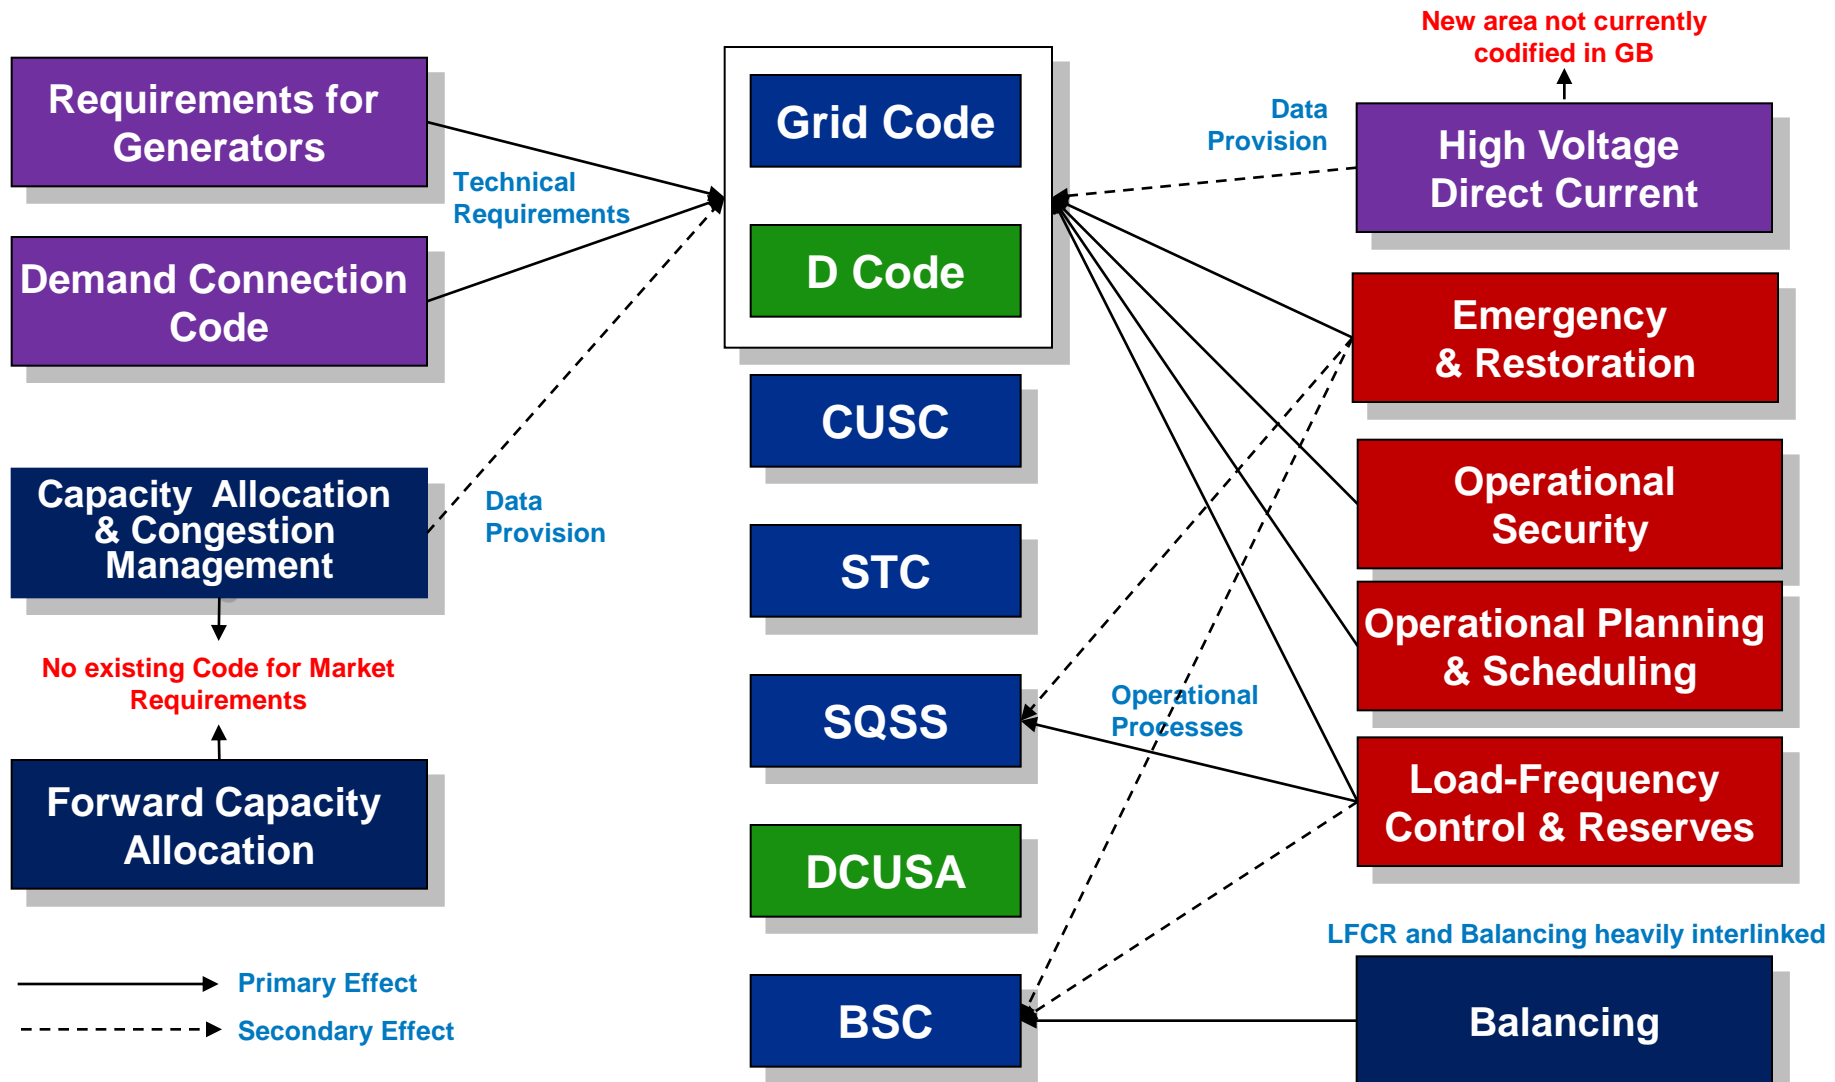 Requirements for
Generators
Demand Connection
Code
Technical
Requirements
Capacity Allocation
& Congestion
Management
Data
Provision
No existing Code for Market
Requirements
Forward Capacity
Allocation
Primary Effect
Secondary Effect
Grid Code
D Code
CUSC
STC
SQSS
DCUSA
BSC
New area not currently
codified in GB
Data
Provision
High Voltage
Direct Current
Emergency
& Restoration
Operational
Security
Operational Planning
& Scheduling
Operational
Processes
Load-Frequency
Control & Reserves
LFCR and Balancing heavily interlinked
Balancing